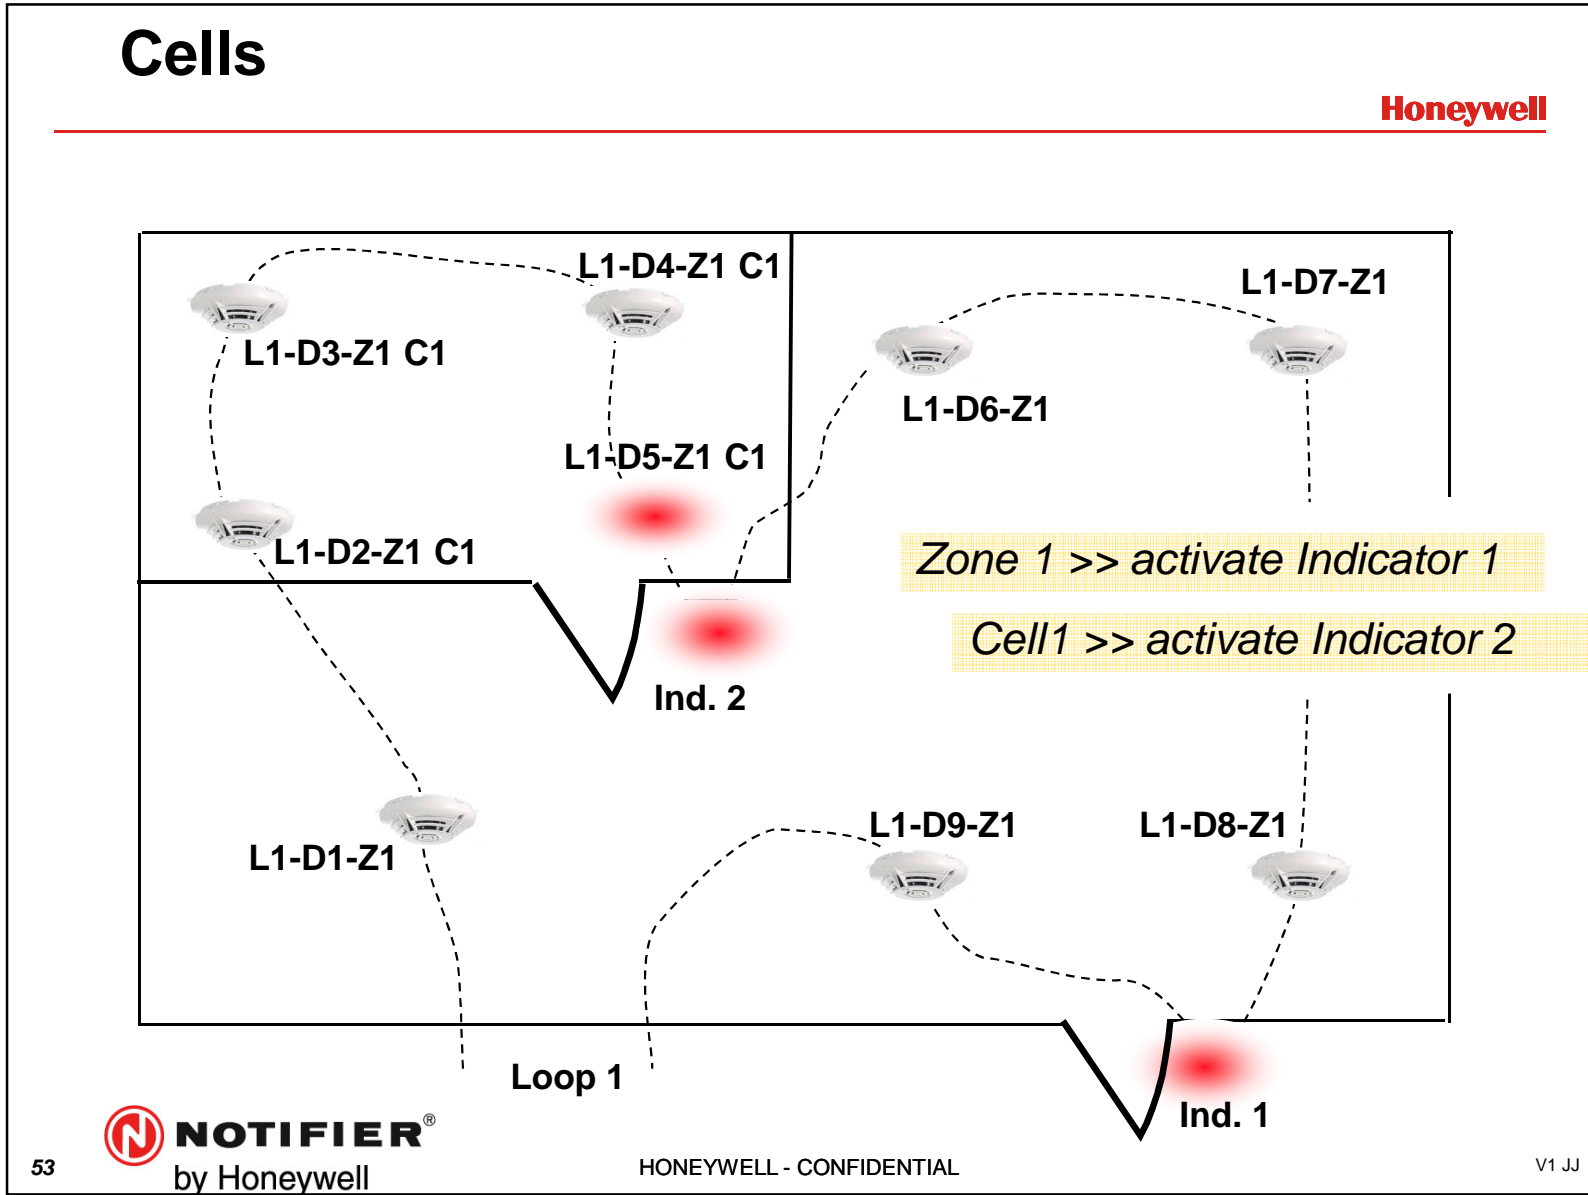 Cells
Honeywell
L1-D4-Z1 C1
L1-D7-Z1
L1-D3-Z1 C1
L1-D6-Z1
L1-D5-Z1 C1
L1-D2-Z1 C1
Zone 1 >> activate Indicator 1
Cell1 >> activate Indicator 2
Ind. 2
L1-D9-Z1
L1-D8-Z1
L1-D1-Z1
Loop 1
Ind. 1
NOTIFIER®
by Honeywell
53
HONEYWELL - CONFIDENTIAL
V1 JJ